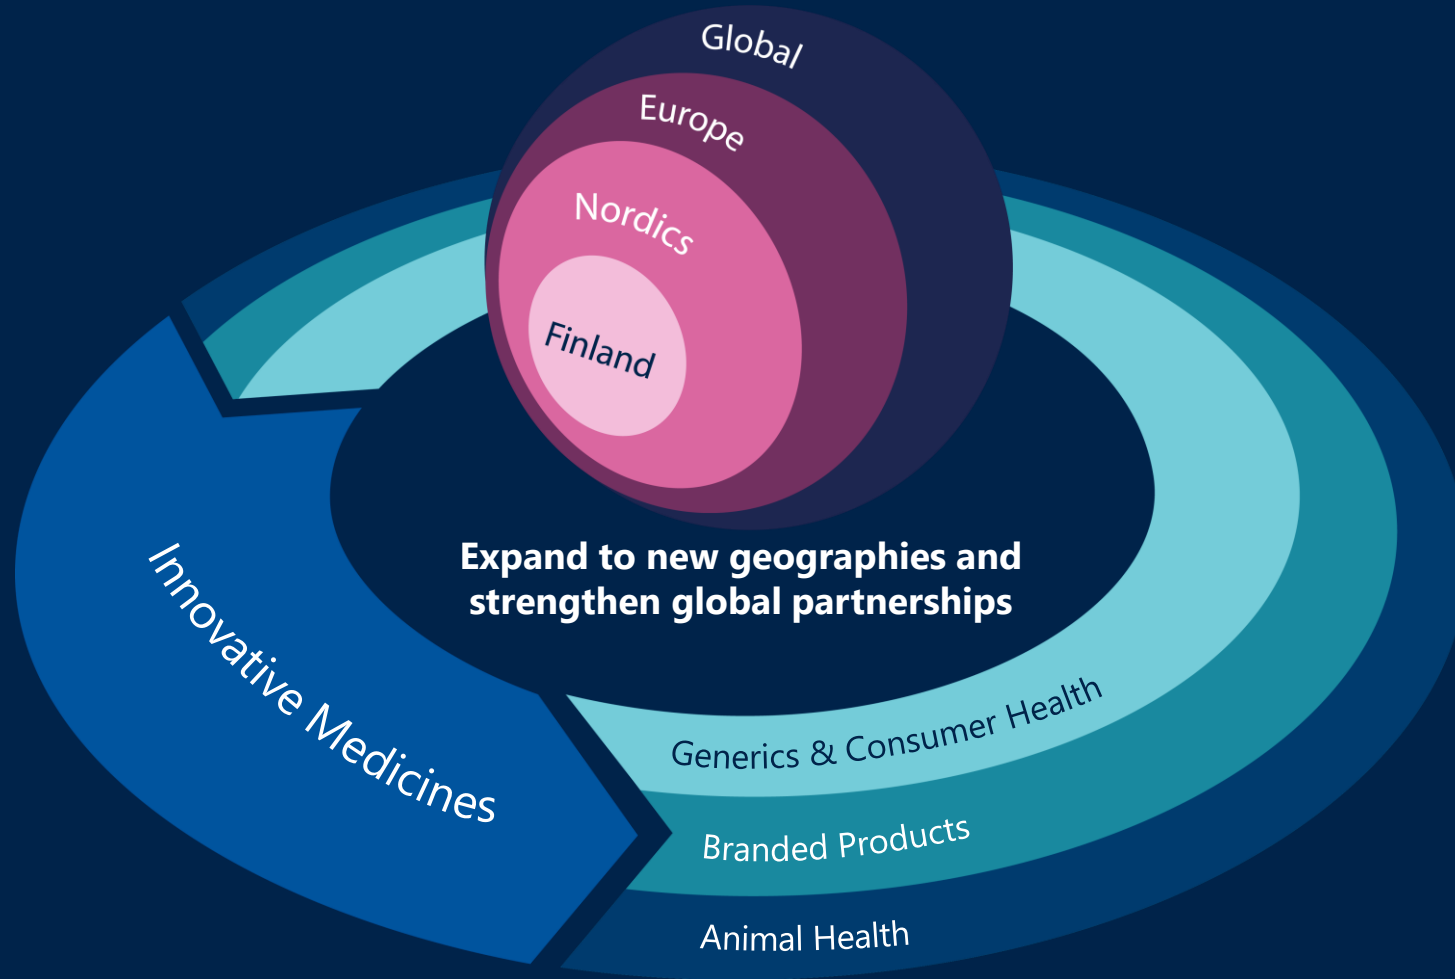 Global
Europe
Nordics
Finland
Expand to new geographies and
strengthen global partnerships
Innovative Medicines
Generics & Consumer Health
Branded Products
Animal Health